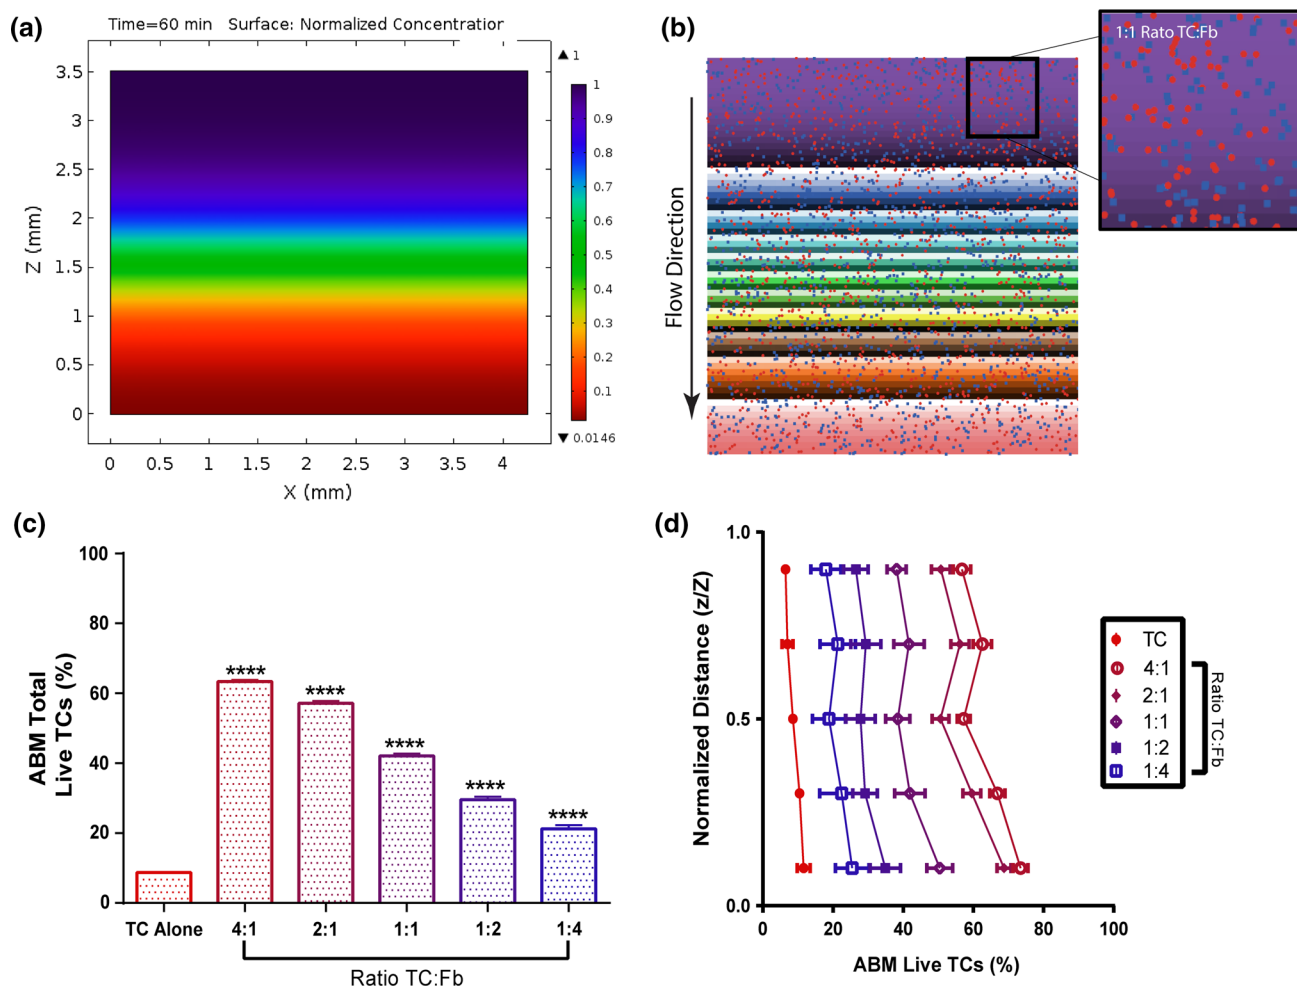 (a)
Time=60 min Surface: Normalized Concentratior
▲ 1
3.5
3
2.5
2
1.5
1
0.5
0
Z (mm)
0 0.5 1 1.5 2 2.5 3 3.5 4
X (mm)
1
0.9
0.8
0.7
0.6
0.5
0.4
0.3
0.2
0.1
▼ 0.0146
(b)
Flow Direction
1:1 Rato TC:Fb
(c)
ABM Total
Live TCs (%)
100
80
60
40
20
0
****
****
****
****
****
TC Alone 4:1 2:1 1:1 1:2 1:4
Ratio TC:Fb
(d)
Normalized Distance (z/Z)
1.0
0.5
0.0
0 20 40 60 80 100
ABM Live TCs (%)
TC
4:1
2:1
1:1
1:2
1:4
Ratio TC:Fb